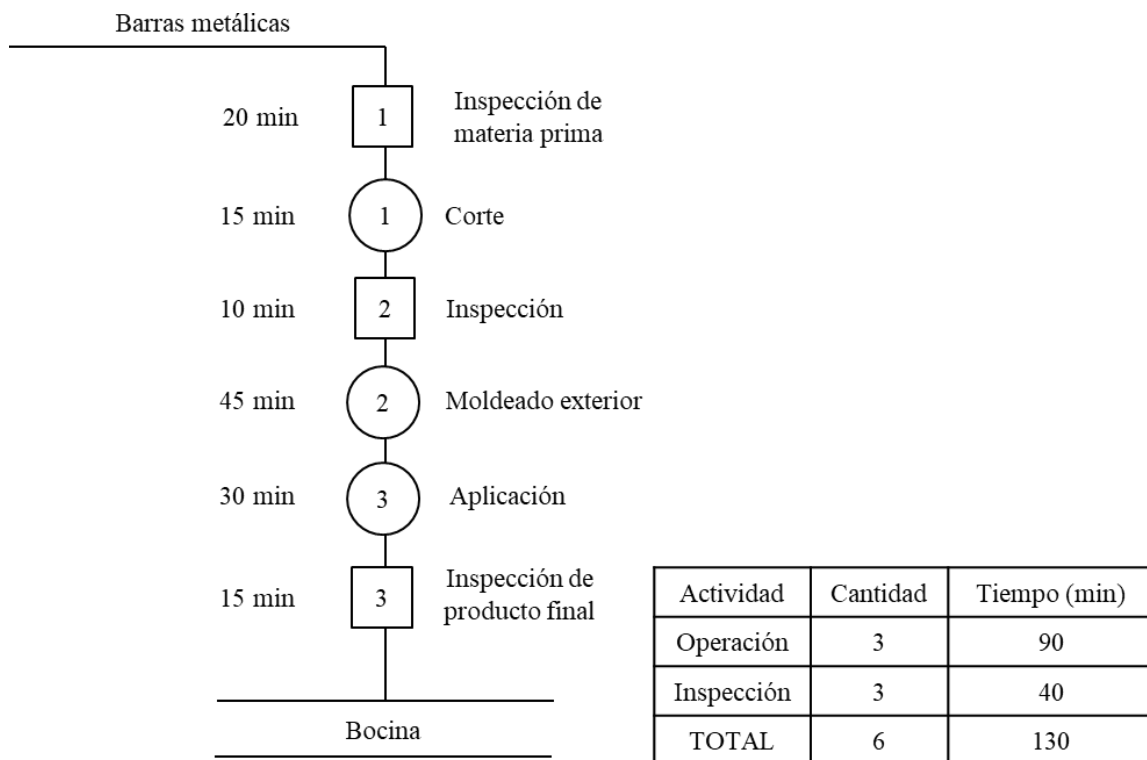 Barras metálicas
20 min
1
Inspección de
materia prima
15 min
1
Corte
10 min
2
Inspección
45 min
2
Moldeado exterior
30 min
3
Aplicación
15 min
3
Inspección de
producto final
Bocina
Actividad Cantidad Tiempo (min)
Operación 3 90
Inspección 3 40
TOTAL 6 130